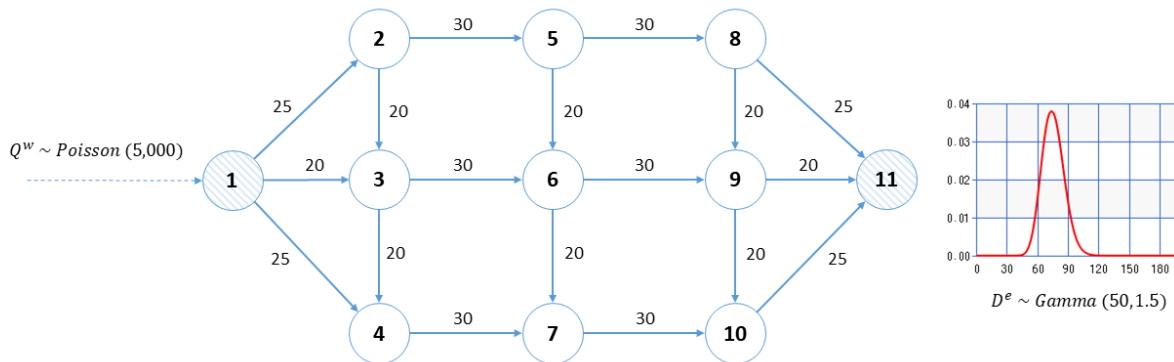 2 30 5 30 8
25 20 20 20 25
Q^w ~ Poisson (5,000)
1 20 3 30 6 30 9 20 11
25 20 20 20 25
4 30 7 30 10
0.04
0.03
0.02
0.01
0.00
0 30 60 90 120 150 180
D^e ~ Gamma (50,1.5)